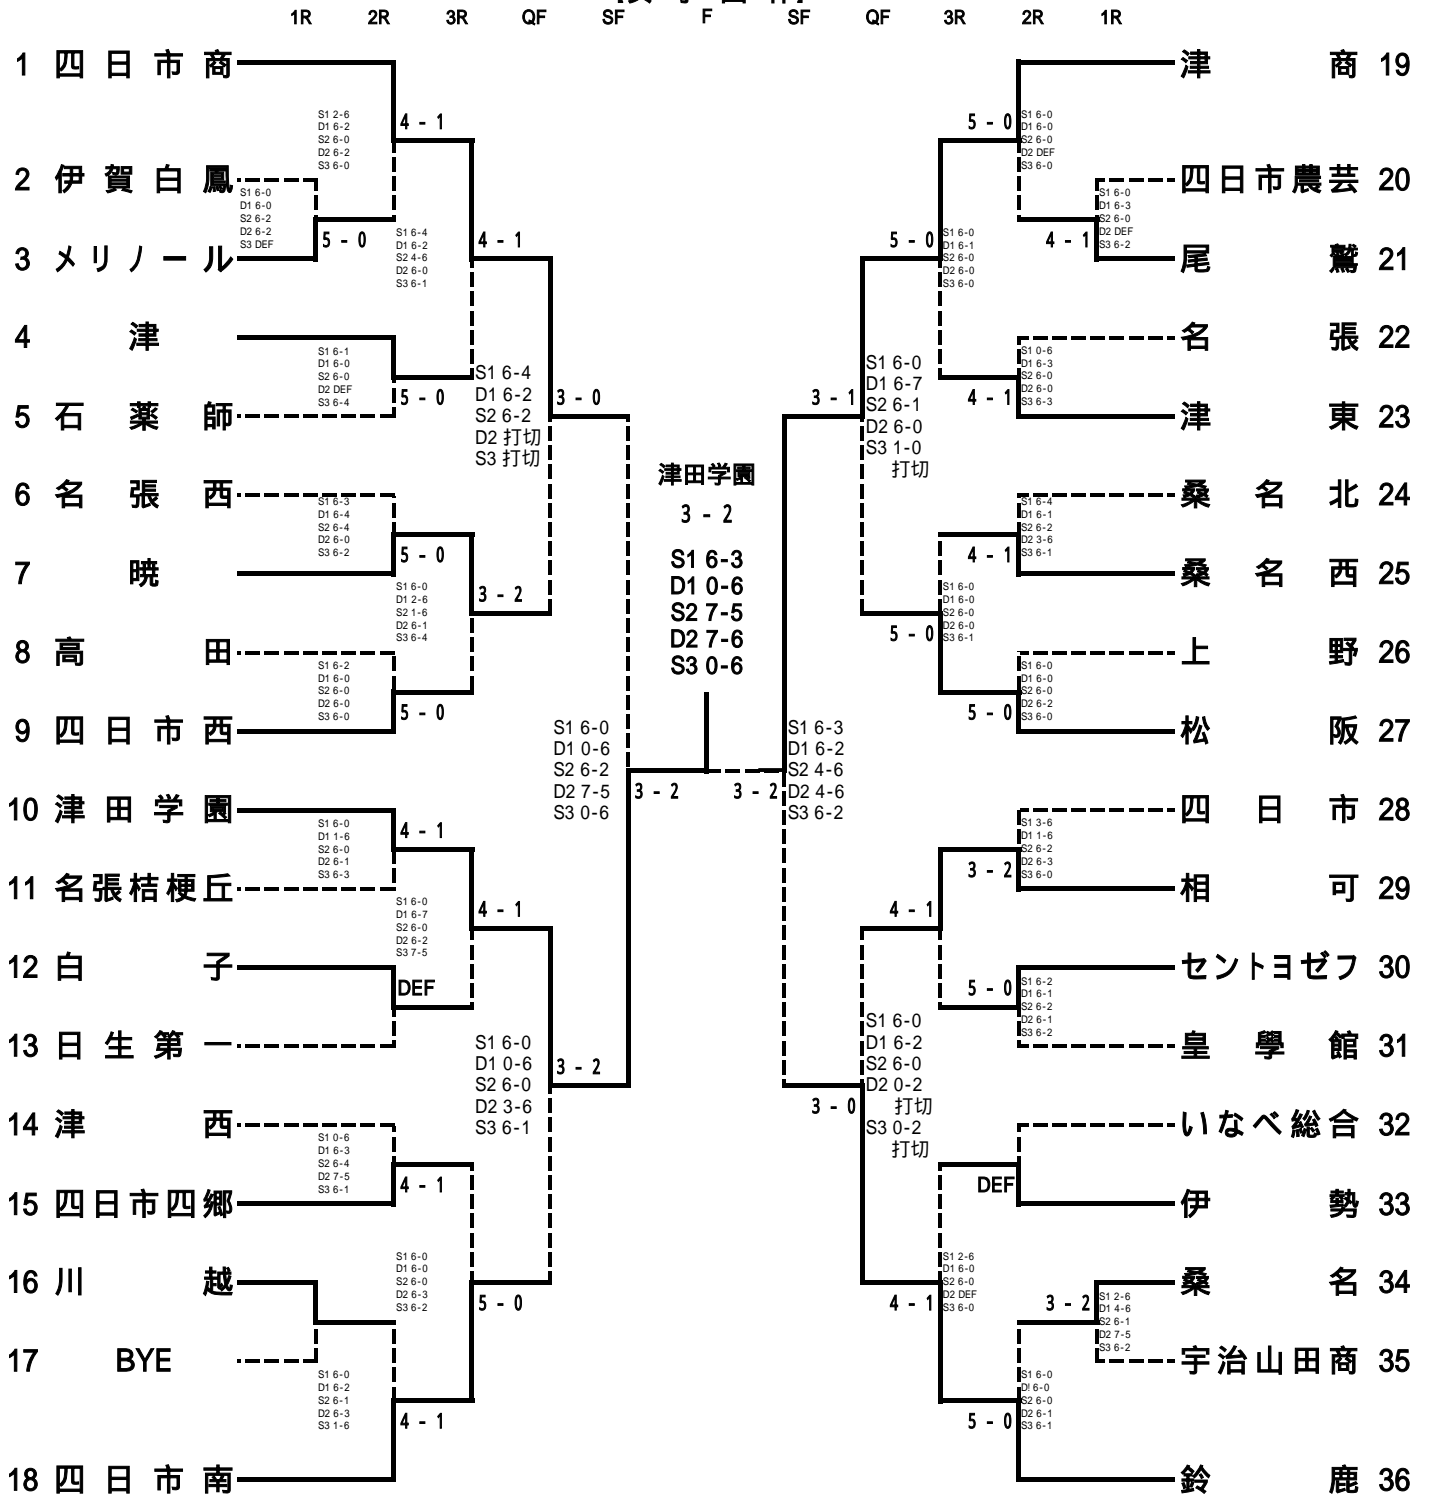 1R 2R 3R QF SF F SF QF 3R 2R 1R
1 四日市商
S1 2-6
D1 6-2
S2 6-0
D2 6-2
S3 6-0
4 - 1
2 伊賀白鳳
S1 6-0
D1 6-0
S2 6-2
D2 6-2
S3 DEF
5 - 0
3 メリノール
S1 6-4
D1 6-2
S2 4-6
D2 6-0
S3 6-1
4 - 1
4 津
S1 6-1
D1 6-0
S2 6-0
D2 DEF
S3 6-4
5 - 0
5 石薬師
S1 6-4
D1 6-2
S2 6-2
D2 打切
S3 打切
3 - 0
6 名張西
S1 6-3
D1 6-4
S2 6-4
D2 6-0
S3 6-2
5 - 0
7 暁
S1 6-0
D1 2-6
S2 1-6
D2 6-1
S3 6-4
3 - 2
8 高田
S1 6-2
D1 6-0
S2 6-0
D2 6-0
S3 6-0
5 - 0
9 四日市西
S1 6-0
D1 0-6
S2 6-2
D2 7-5
S3 0-6
3 - 2
10 津田学園
S1 6-0
D1 1-6
S2 6-0
D2 6-1
S3 6-3
4 - 1
11 名張桔梗丘
S1 6-0
D1 6-7
S2 6-0
D2 6-2
S3 7-5
4 - 1
12 白子
DEF
13 日生第一
S1 6-0
D1 0-6
S2 6-0
D2 3-6
S3 6-1
3 - 2
14 津西
S1 0-6
D1 6-3
S2 6-4
D2 7-5
S3 6-1
4 - 1
15 四日市四郷
S1 6-0
D1 6-0
S2 6-0
D2 6-3
S3 6-2
5 - 0
16 川越
17 BYE
S1 6-0
D1 6-2
S2 6-1
D2 6-3
S3 1-6
4 - 1
18 四日市南
津田学園
3 - 2
S1 6-3
D1 0-6
S2 7-5
D2 7-6
S3 0-6
津商 19
5 - 0
S1 6-0
D1 6-0
S2 6-0
D2 DEF
S3 6-0
四日市農芸 20
S1 6-0
D1 6-3
S2 6-0
D2 DEF
S3 6-2
4 - 1
尾鷲 21
5 - 0
S1 6-0
D1 6-1
S2 6-0
D2 6-0
S3 6-0
名張 22
S1 0-6
D1 6-3
S2 6-0
D2 6-0
S3 6-3
4 - 1
津東 23
3 - 1
S1 6-0
D1 6-7
S2 6-1
D2 6-0
S3 1-0
打切
桑名北 24
S1 6-4
D1 6-1
S2 6-2
D2 3-6
S3 6-1
4 - 1
桑名西 25
S1 6-0
D1 6-0
S2 6-0
D2 6-0
S3 6-1
5 - 0
上野 26
S1 6-0
D1 6-0
S2 6-0
D2 6-2
S3 6-0
5 - 0
松阪 27
S1 6-3
D1 6-2
S2 4-6
D2 4-6
S3 6-2
3 - 2
四日市 28
S1 3-6
D1 1-6
S2 6-2
D2 6-3
S3 6-0
3 - 2
相可 29
4 - 1
セントヨゼフ 30
5 - 0
S1 6-2
D1 6-1
S2 6-2
D2 6-1
S3 6-2
皇學館 31
S1 6-0
D1 6-2
S2 6-0
D2 0-2
打切
S3 0-2
打切
3 - 0
いなべ総合 32
DEF
伊勢 33
S1 2-6
D1 6-0
S2 6-0
D2 DEF
S3 6-0
4 - 1
桑名 34
3 - 2
S1 2-6
D1 4-6
S2 6-1
D2 7-5
S3 6-2
宇治山田商 35
S1 6-0
D! 6-0
S2 6-0
D2 6-1
S3 6-1
5 - 0
鈴鹿 36